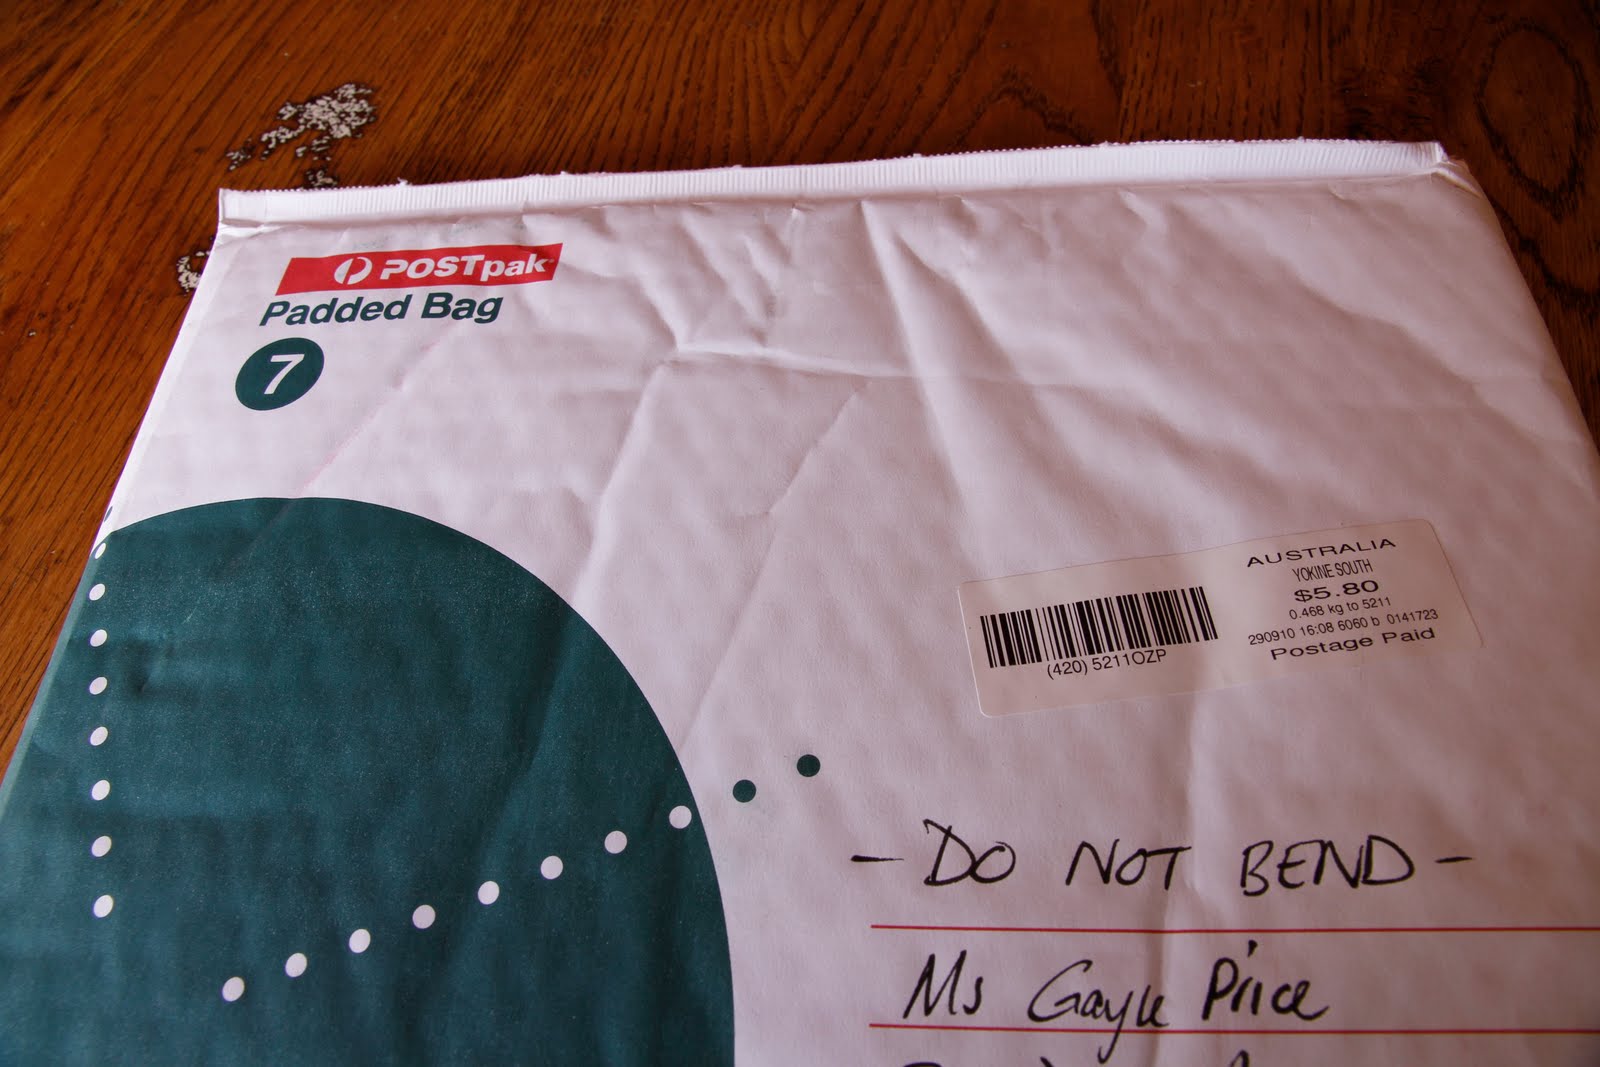 POSTpak
Padded Bag
7
AUSTRALIA
YOKINE SOUTH
$5.80
0.468 kg to 5211
290910 16:08 6060 b 0141723
Postage Paid
(420) 5211OZP
- DO NOT BEND -
Ms Gayle Price